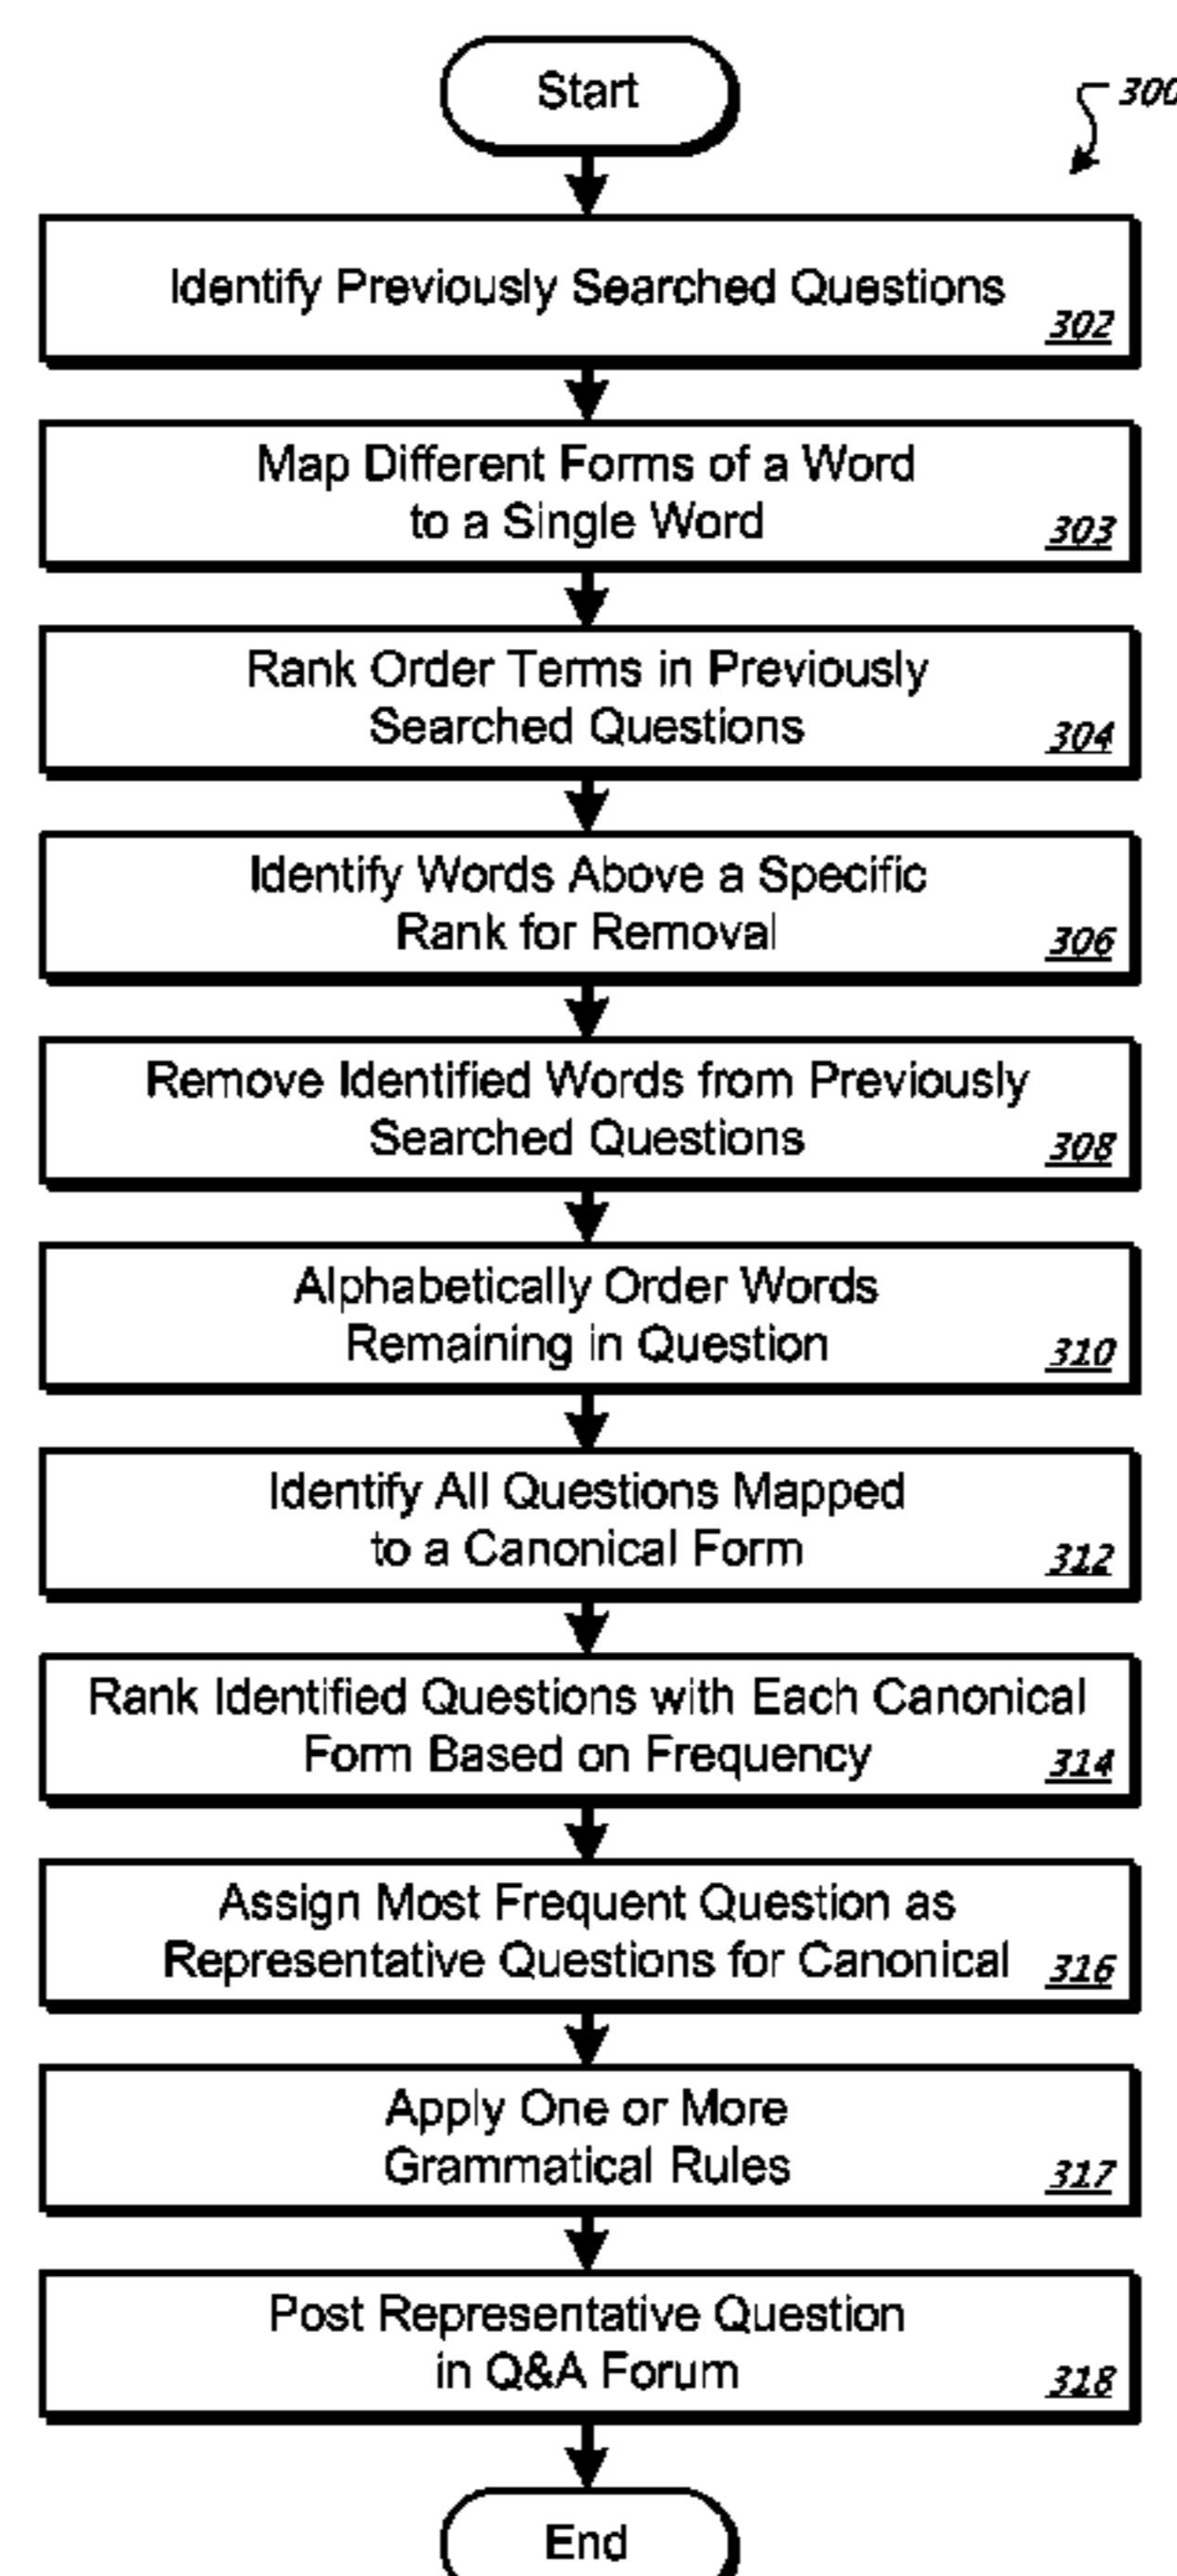 Start
300
Identify Previously Searched Questions
302
Map Different Forms of a Word
to a Single Word
303
Rank Order Terms in Previously
Searched Questions
304
Identify Words Above a Specific
Rank for Removal
306
Remove Identified Words from Previously
Searched Questions
308
Alphabetically Order Words
Remaining in Question
310
Identify All Questions Mapped
to a Canonical Form
312
Rank Identified Questions with Each Canonical
Form Based on Frequency
314
Assign Most Frequent Question as
Representative Questions for Canonical
316
Apply One or More
Grammatical Rules
317
Post Representative Question
in Q&A Forum
318
End